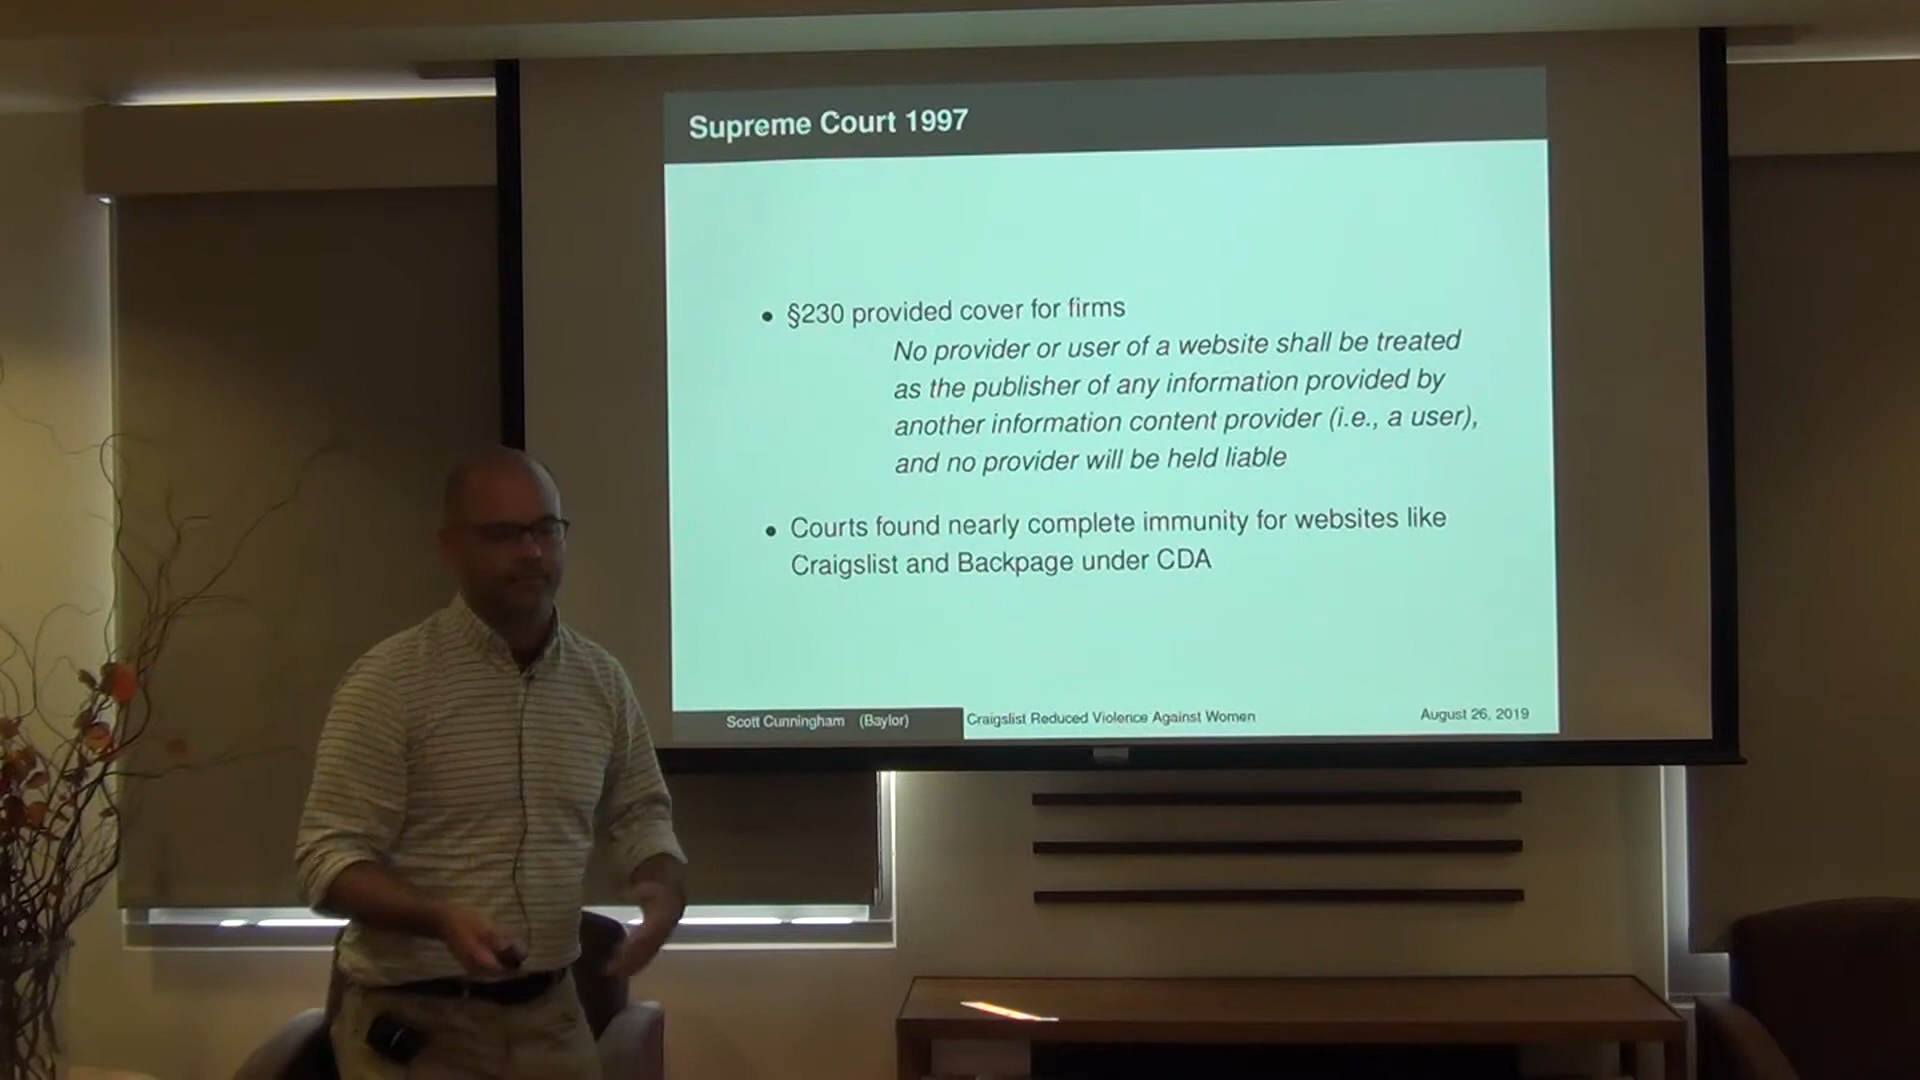 Supreme Court 1997
• §230 provided cover for firms
No provider or user of a website shall be treated
as the publisher of any information provided by
another information content provider (i.e., a user),
and no provider will be held liable
• Courts found nearly complete immunity for websites like
Craigslist and Backpage under CDA
Scott Cunningham (Baylor) Craigslist Reduced Violence Against Women August 26, 2019